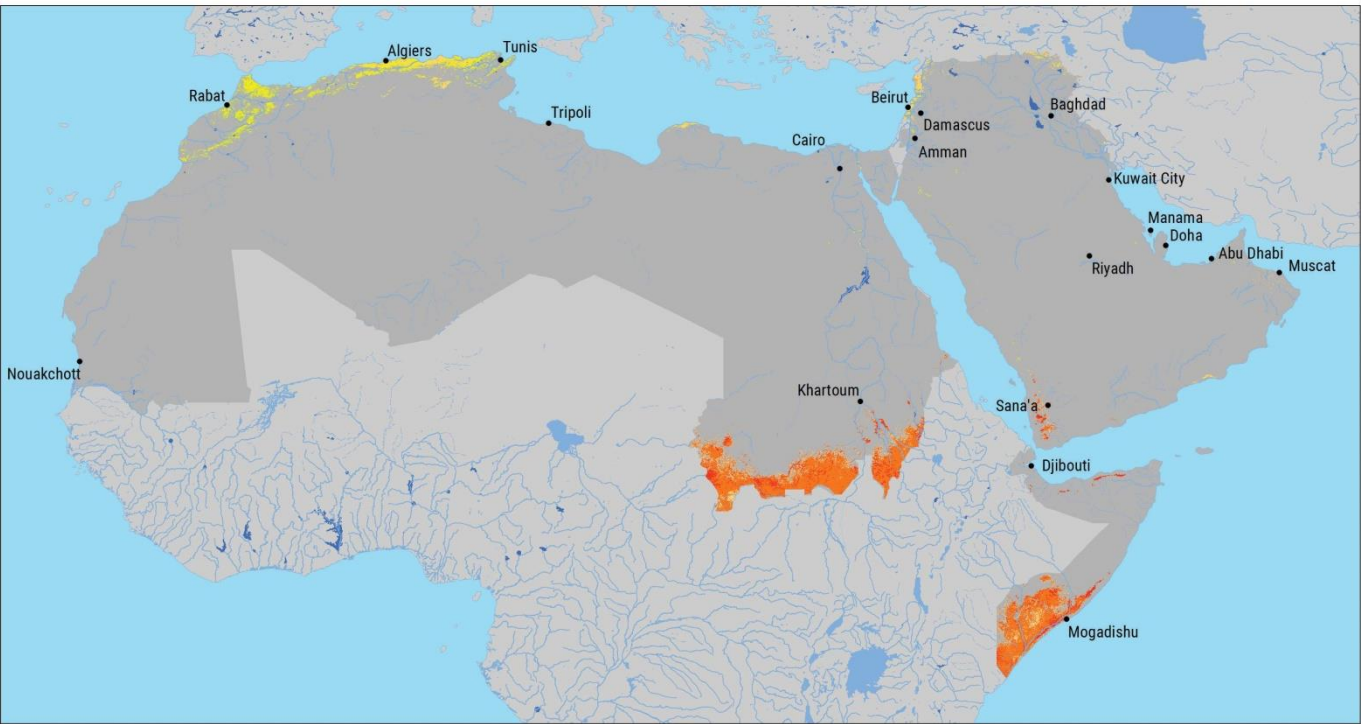 Algiers
Tunis
Rabat
Tripoli
Beirut
Baghdad
Damascus
Cairo
Amman
Kuwait City
Manama
Doha
Abu Dhabi
Muscat
Riyadh
Nouakchott
Khartoum
Sana'a
Djibouti
Mogadishu